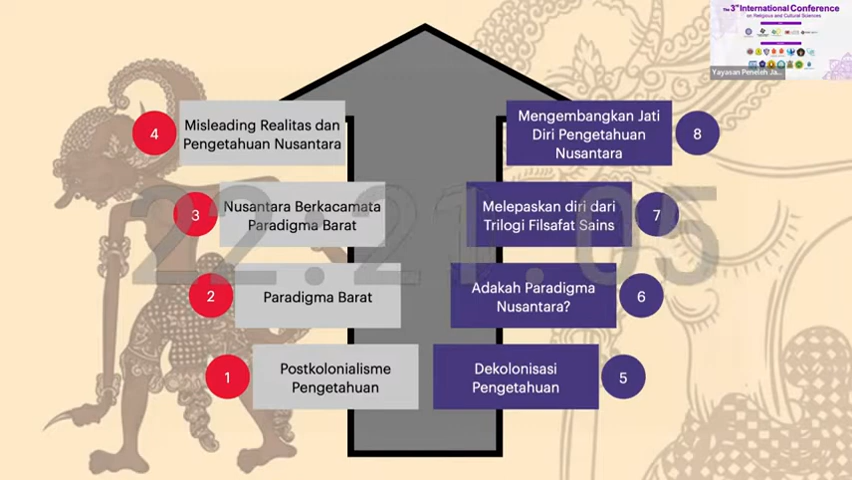 The 3rd International Conference
on Religious and Cultural Sciences
Yayasan Peneleh Ja...
4
Misleading Realitas dan
Pengetahuan Nusantara
3
Nusantara Berkacamata
Paradigma Barat
2
Paradigma Barat
1
Postkolonialisme
Pengetahuan
Mengembangkan Jati
Diri Pengetahuan
Nusantara
8
Melepaskan diri dari
Trilogi Filsafat Sains
7
Adakah Paradigma
Nusantara?
6
Dekolonisasi
Pengetahuan
5
22:21:05